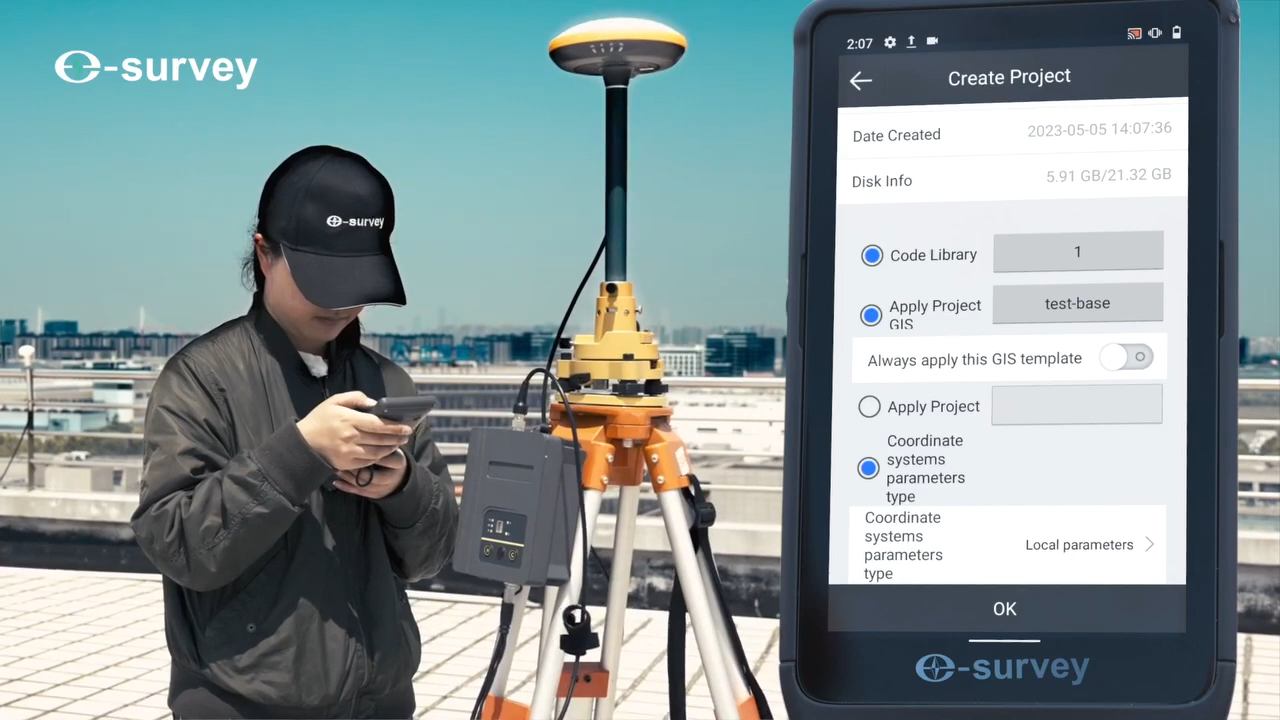 e-survey
e-survey
2:07
Create Project
Date Created 2023-05-05 14:07:36
Disk Info 5.91 GB/21.32 GB
Code Library 1
Apply Project GIS test-base
Always apply this GIS template
Apply Project
Coordinate
systems
parameters
type
Coordinate
systems
parameters
type
Local parameters
OK
e-survey